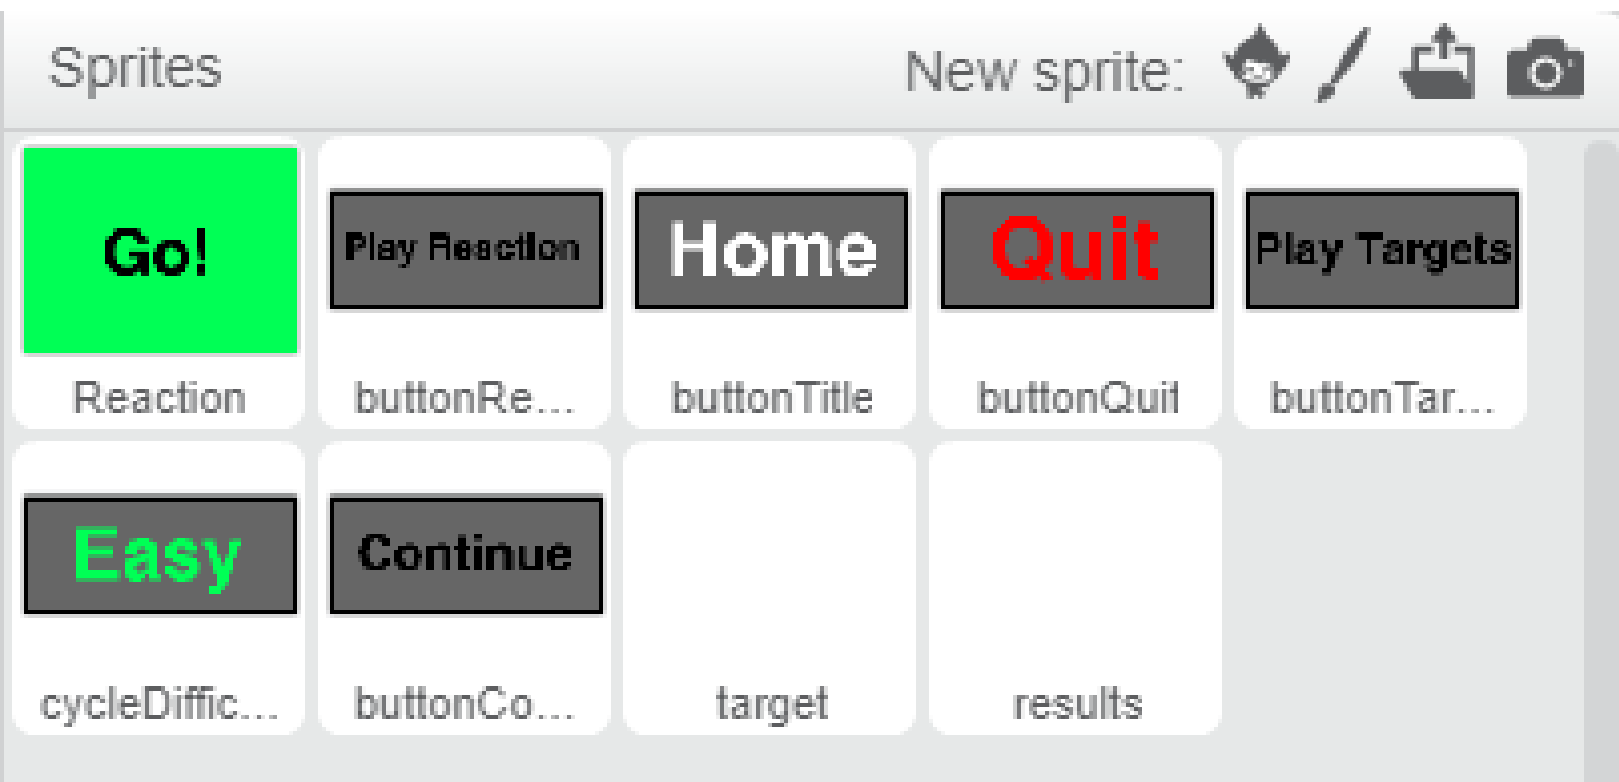 Sprites
New sprite:
Go!
Play Reaction
Home
Quit
Play Targets
Reaction
buttonRe...
buttonTitle
buttonQuit
buttonTar...
Easy
Continue
cycleDiffic...
buttonCo...
target
results